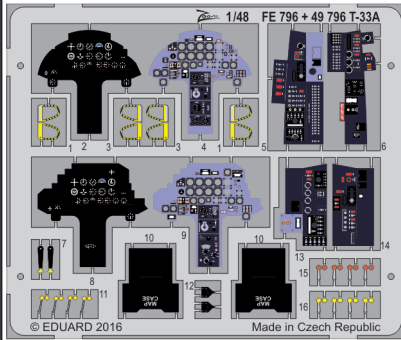 Zoom 1/48 FE 796 + 49 796 T-33A
1 2 3 3 4 1 5 6
7 8 10 9 10 13 14
MAP CASE
MAP CASE
11 12 15
16
© EDUARD 2016 Made in Czech Republic